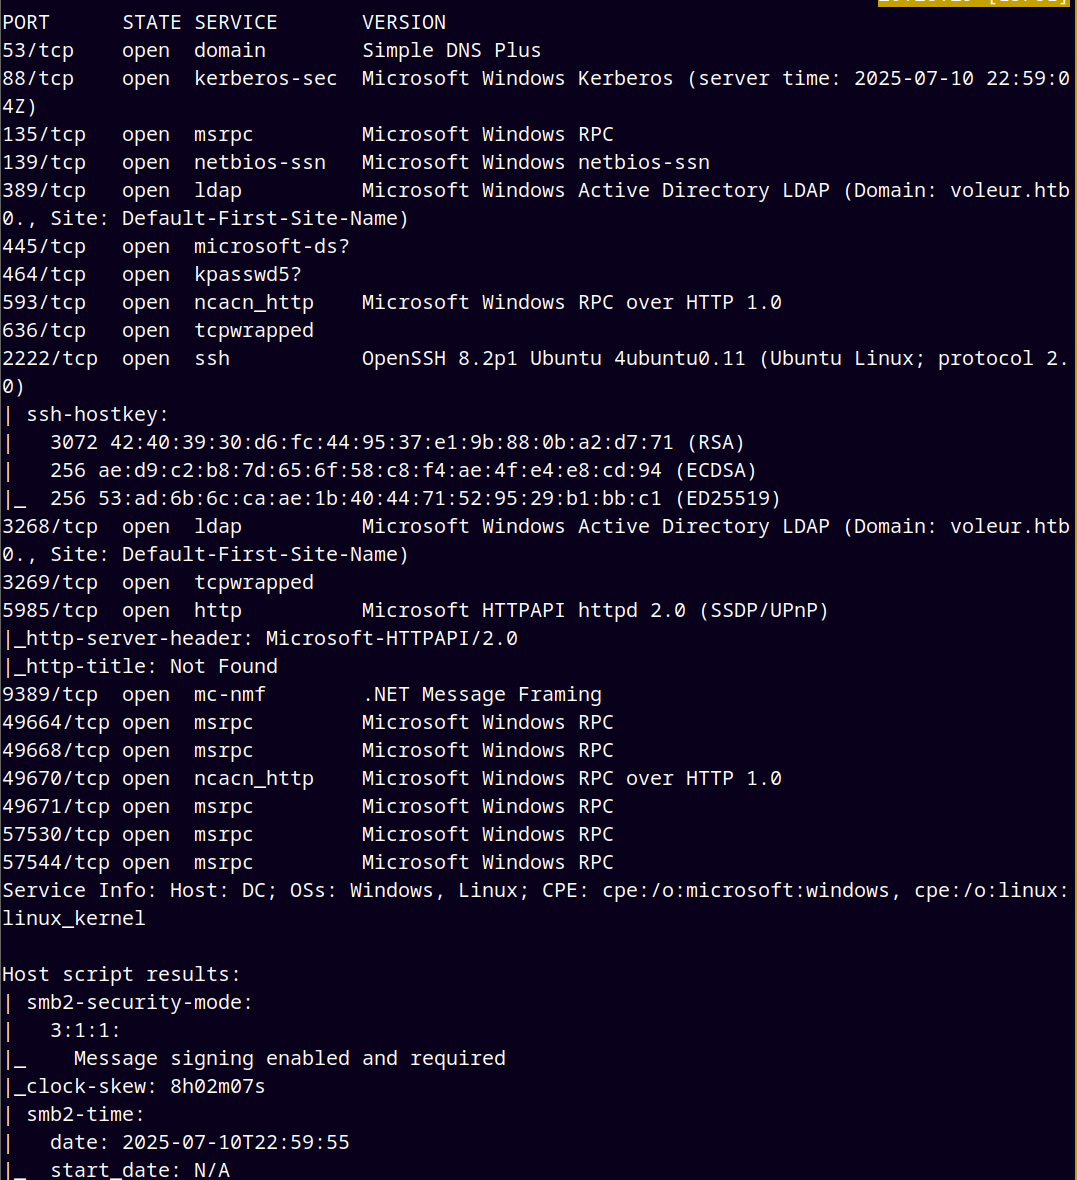 PORT      STATE SERVICE       VERSION
53/tcp    open  domain        Simple DNS Plus
88/tcp    open  kerberos-sec  Microsoft Windows Kerberos (server time: 2025-07-10 22:59:0
4Z)
135/tcp   open  msrpc         Microsoft Windows RPC
139/tcp   open  netbios-ssn   Microsoft Windows netbios-ssn
389/tcp   open  ldap          Microsoft Windows Active Directory LDAP (Domain: voleur.htb
0., Site: Default-First-Site-Name)
445/tcp   open  microsoft-ds?
464/tcp   open  kpasswd5?
593/tcp   open  ncacn_http    Microsoft Windows RPC over HTTP 1.0
636/tcp   open  tcpwrapped
2222/tcp  open  ssh           OpenSSH 8.2p1 Ubuntu 4ubuntu0.11 (Ubuntu Linux; protocol 2.
0)
| ssh-hostkey:
|   3072 42:40:39:30:d6:fc:44:95:37:e1:9b:88:0b:a2:d7:71 (RSA)
|   256 ae:d9:c2:b8:7d:65:6f:58:c8:f4:ae:4f:e4:e8:cd:94 (ECDSA)
|_  256 53:ad:6b:6c:ca:ae:1b:40:44:71:52:95:29:b1:bb:c1 (ED25519)
3268/tcp  open  ldap          Microsoft Windows Active Directory LDAP (Domain: voleur.htb
0., Site: Default-First-Site-Name)
3269/tcp  open  tcpwrapped
5985/tcp  open  http          Microsoft HTTPAPI httpd 2.0 (SSDP/UPnP)
|_http-server-header: Microsoft-HTTPAPI/2.0
|_http-title: Not Found
9389/tcp  open  mc-nmf        .NET Message Framing
49664/tcp open  msrpc         Microsoft Windows RPC
49668/tcp open  msrpc         Microsoft Windows RPC
49670/tcp open  ncacn_http    Microsoft Windows RPC over HTTP 1.0
49671/tcp open  msrpc         Microsoft Windows RPC
57530/tcp open  msrpc         Microsoft Windows RPC
57544/tcp open  msrpc         Microsoft Windows RPC
Service Info: Host: DC; OSs: Windows, Linux; CPE: cpe:/o:microsoft:windows, cpe:/o:linux:
linux_kernel

Host script results:
| smb2-security-mode:
|   3:1:1:
|_    Message signing enabled and required
|_clock-skew: 8h02m07s
| smb2-time:
|   date: 2025-07-10T22:59:55
|_  start_date: N/A